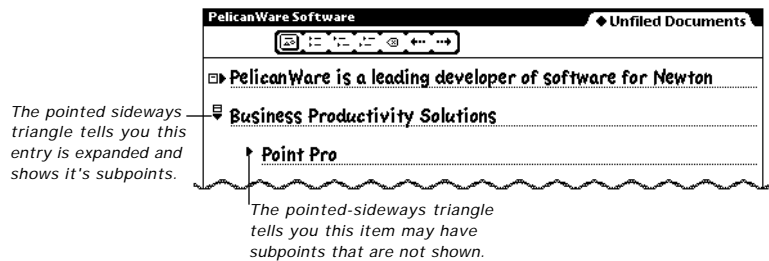 PelicanWare Software
Unfiled Documents
PelicanWare is a leading developer of software for Newton
Business Productivity Solutions
Point Pro
The pointed sideways
triangle tells you this
entry is expanded and
shows it's subpoints.
The pointed-sideways triangle
tells you this item may have
subpoints that are not shown.